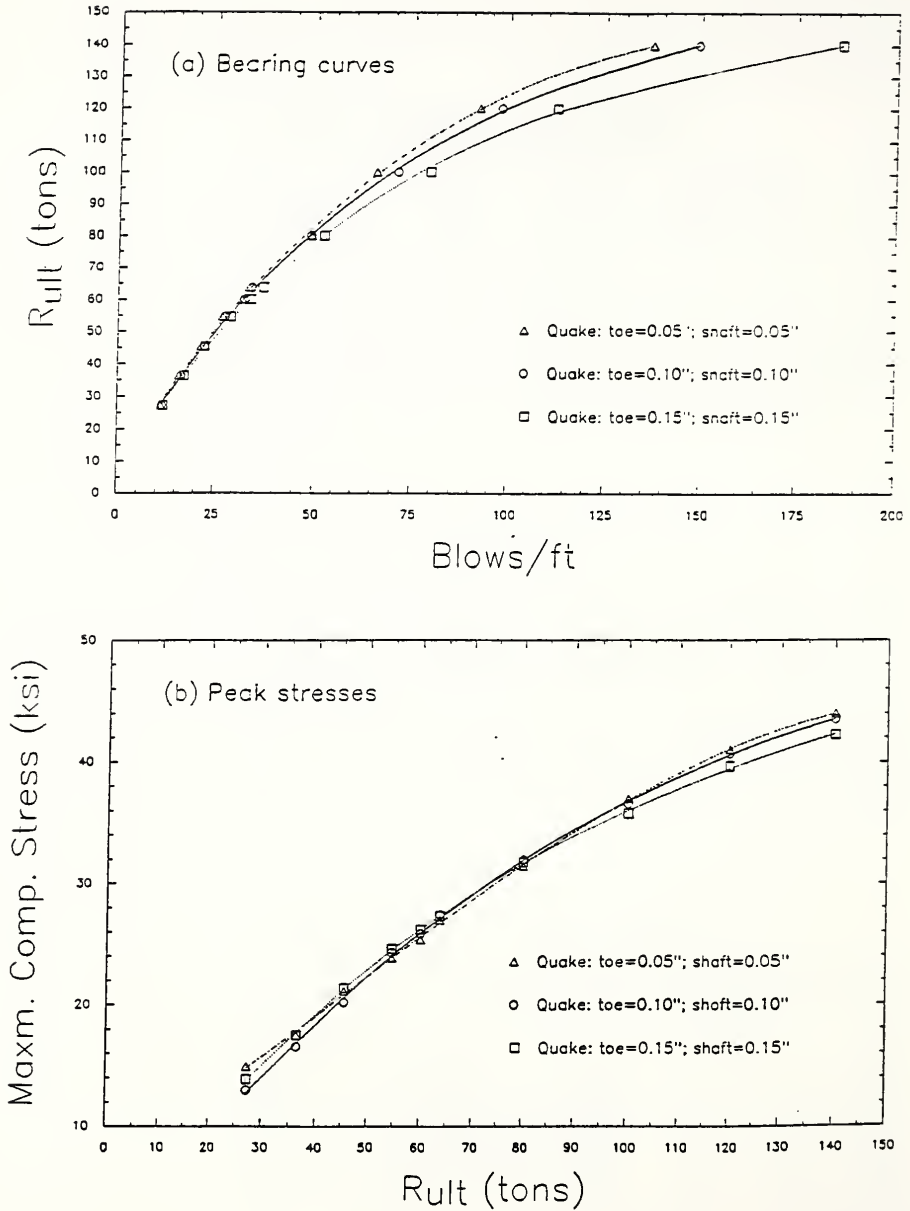 (a) Bearing curves
Rult (tons)
150
140
130
120
110
100
90
80
70
60
50
40
30
20
10
0
△ Quake: toe=0.05"; snaft=0.05"
○ Quake: toe=0.10"; snaft=0.10"
□ Quake: toe=0.15"; snaft=0.15"
0 25 50 75 100 125 150 175 200
Blows/ft
(b) Peak stresses
Maxm. Comp. Stress (ksi)
50
40
30
20
10
△ Quake: toe=0.05"; shaft=0.05"
○ Quake: toe=0.10"; shaft=0.10"
□ Quake: toe=0.15"; shaft=0.15"
0 10 20 30 40 50 60 70 80 90 100 110 120 130 140 150
Rult (tons)